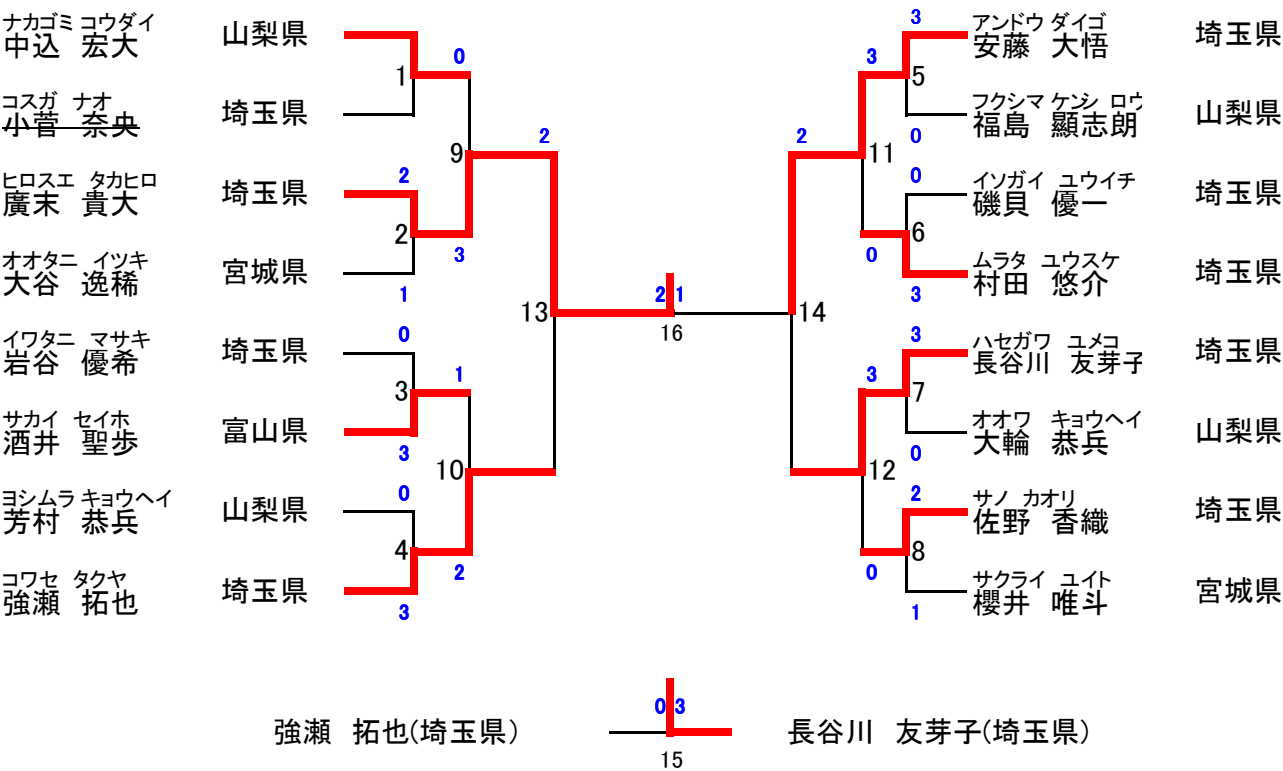 ナカゴミ コウダイ
中込 宏大 山梨県
コスガ ナオ
小菅 奈央 埼玉県
ヒロスエ タカヒロ
廣末 貴大 埼玉県
オオタニ イツキ
大谷 逸稀 宮城県
イワタニ マサキ
岩谷 優希 埼玉県
サカイ セイホ
酒井 聖歩 富山県
ヨシムラ キョウヘイ
芳村 恭兵 山梨県
コワセ タクヤ
強瀬 拓也 埼玉県
1
0
2
2
1
9
3
0
3
3
1
10
0
4
3
2
2
13
2 1
16
14
2
3
3
5
0
11
0
6
3
0
3
3
7
0
12
2
8
1
0
アンドウ ダイゴ
安藤 大悟 埼玉県
フクシマ ケンシロウ
福島 顯志朗 山梨県
イソガイ ユウイチ
磯貝 優一 埼玉県
ムラタ ユウスケ
村田 悠介 埼玉県
ハセガワ ユメコ
長谷川 友芽子 埼玉県
オオワ キョウヘイ
大輪 恭兵 山梨県
サノ カオリ
佐野 香織 埼玉県
サクライ ユイト
櫻井 唯斗 宮城県
強瀬 拓也(埼玉県) 0 3 長谷川 友芽子(埼玉県)
15